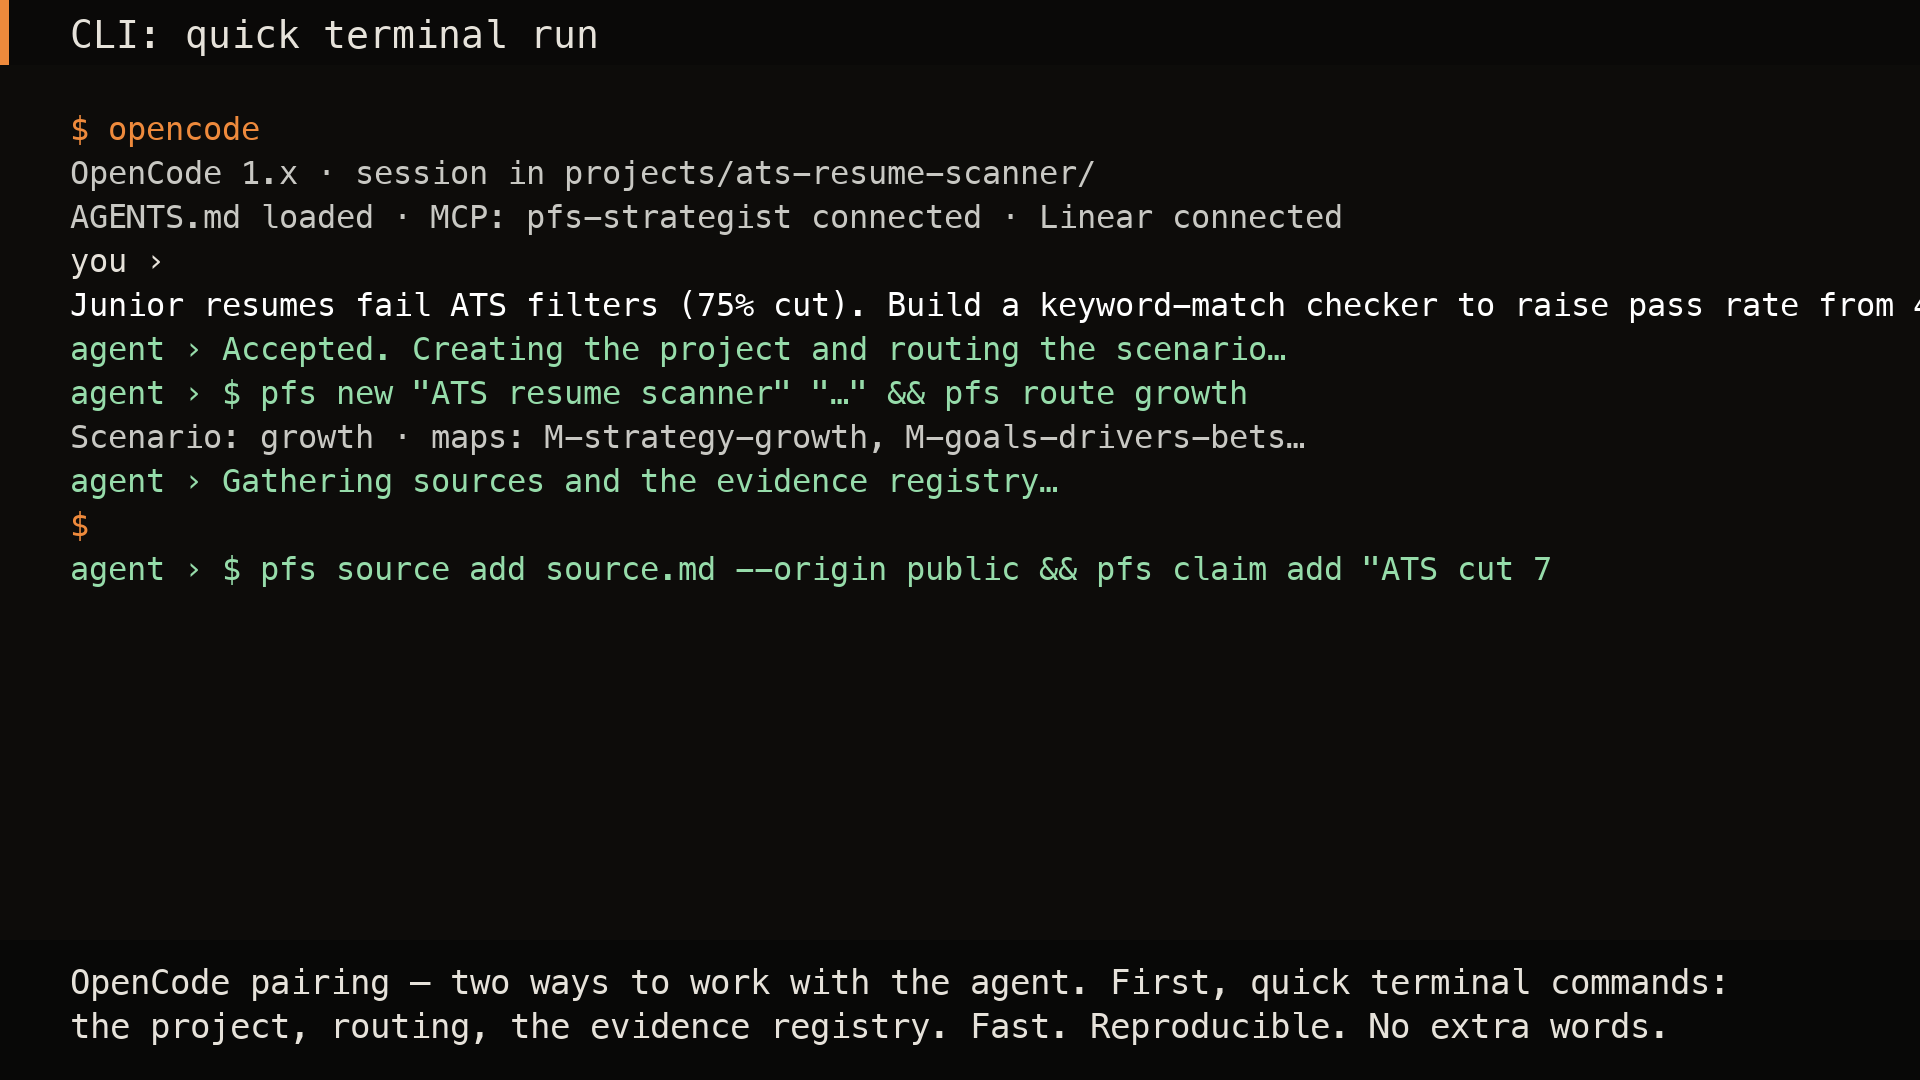 CLI: quick terminal run
$ opencode
OpenCode 1.x · session in projects/ats-resume-scanner/
AGENTS.md loaded · MCP: pfs-strategist connected · Linear connected
you ›
Junior resumes fail ATS filters (75% cut). Build a keyword-match checker to raise pass rate from
agent › Accepted. Creating the project and routing the scenario…
agent › $ pfs new "ATS resume scanner" "…" && pfs route growth
Scenario: growth · maps: M-strategy-growth, M-goals-drivers-bets…
agent › Gathering sources and the evidence registry…
$
agent › $ pfs source add source.md --origin public && pfs claim add "ATS cut 7
OpenCode pairing — two ways to work with the agent. First, quick terminal commands:
the project, routing, the evidence registry. Fast. Reproducible. No extra words.